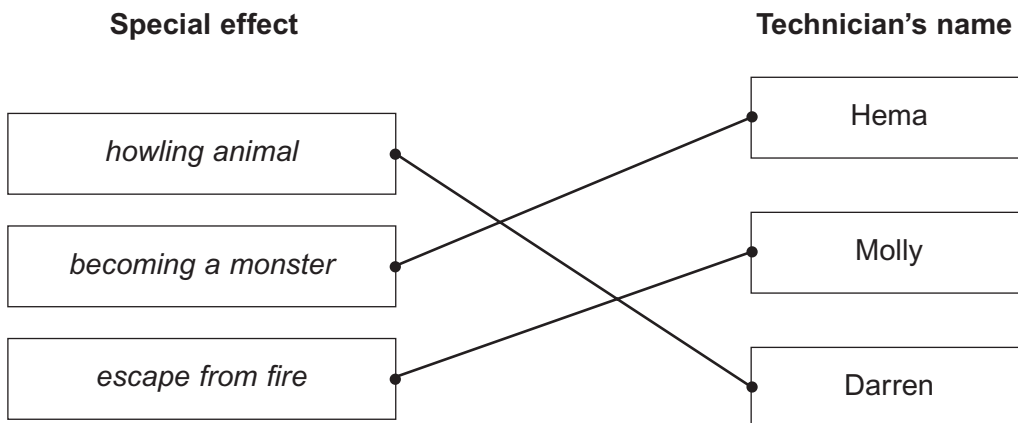 Special effect
Technician’s name
howling animal
becoming a monster
escape from fire
Hema
Molly
Darren